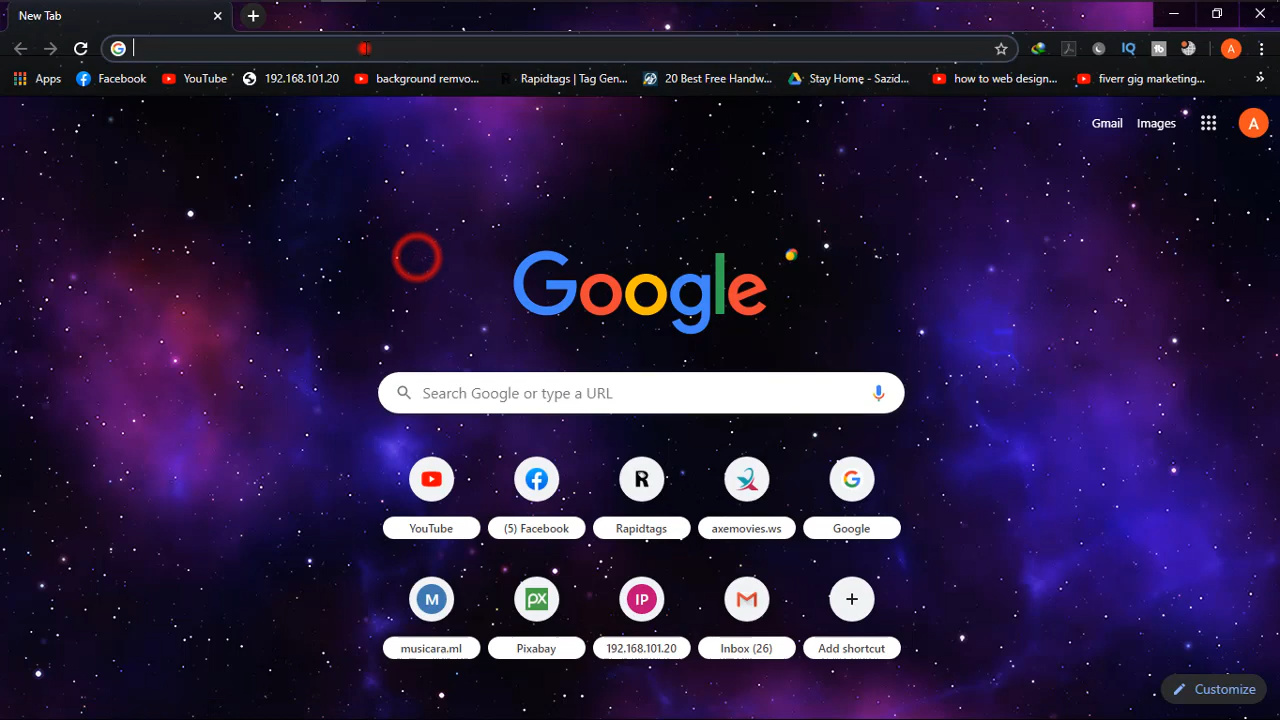 New Tab
Apps Facebook YouTube 192.168.101.20 background remvo... Rapidtags | Tag Gen... 20 Best Free Handw... Stay Home - Sazid... how to web design... fiverr gig marketing...
Gmail Images A
Google
Search Google or type a URL
YouTube (5) Facebook Rapidtags axemovies.ws Google
musicara.ml Pixabay 192.168.101.20 Inbox (26) Add shortcut
Customize